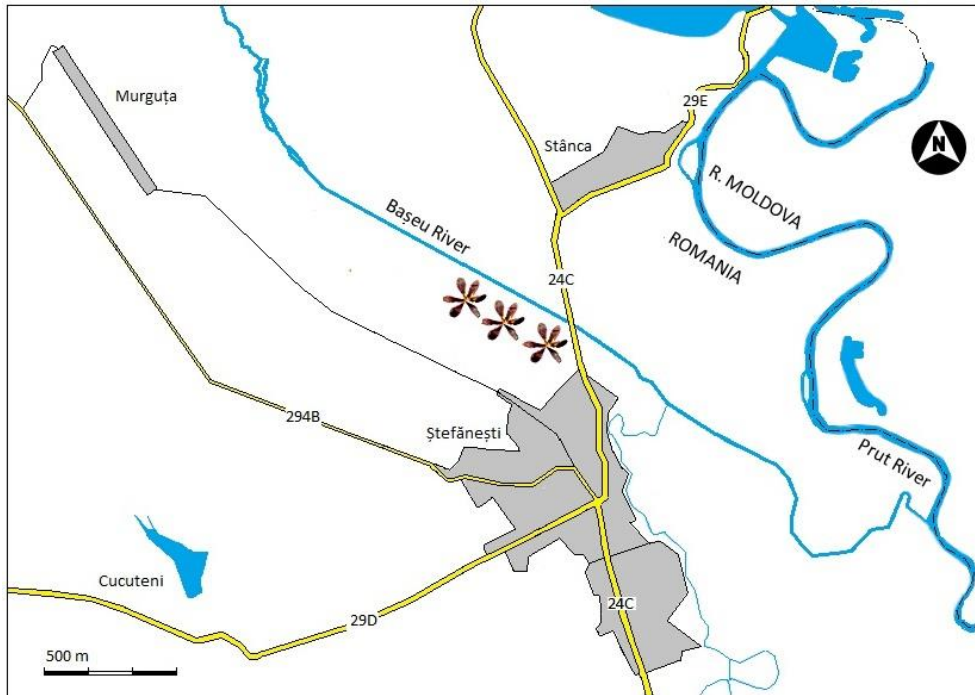 Murguța
29E
Stânca
N
R. MOLDOVA
ROMANIA
Bașeu River
24C
294B
Ștefănești
Prut River
Cucuteni
29D
24C
500 m